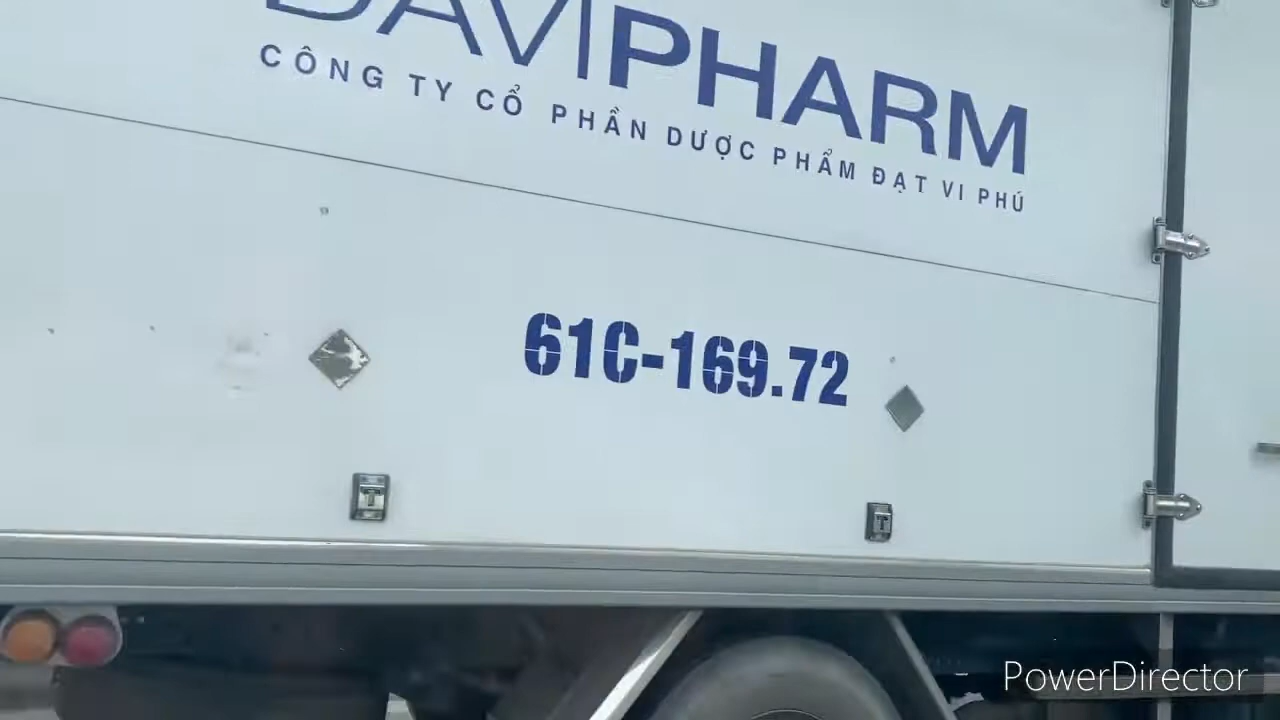 DAVIPHARM
CÔNG TY CỔ PHẦN DƯỢC PHẨM ĐẠT VI PHÚ
61C-169.72
PowerDirector